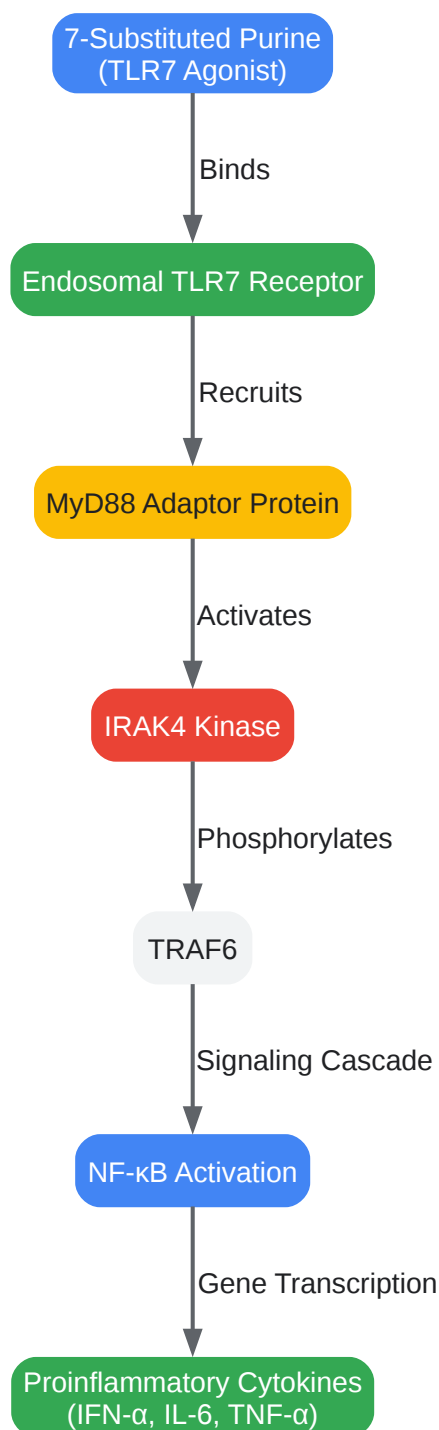 7-Substituted Purine
(TLR7 Agonist)
Binds
Endosomal TLR7 Receptor
Recruits
MyD88 Adaptor Protein
Activates
IRAK4 Kinase
Phosphorylates
TRAF6
Signaling Cascade
NF-κB Activation
Gene Transcription
Proinflammatory Cytokines
(IFN-α, IL-6, TNF-α)